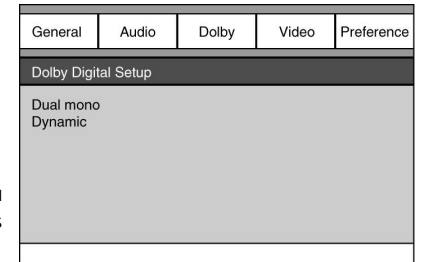 General Audio Dolby Video Preference
Dolby Digital Setup
Dual mono
Dynamic